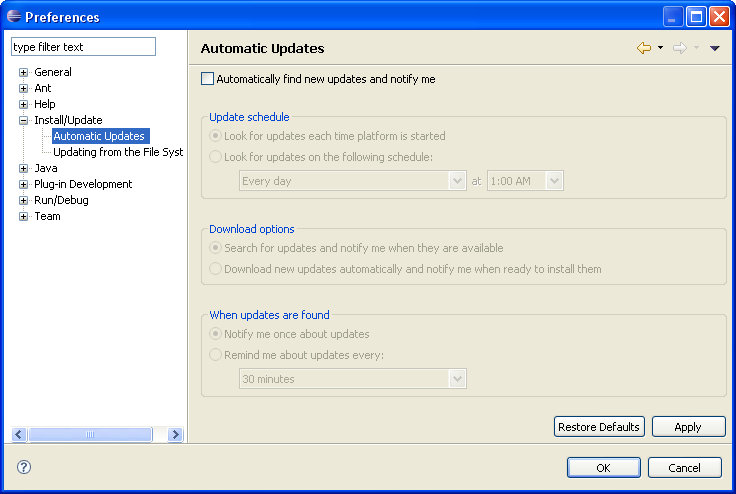 Preferences
type filter text
General
Ant
Help
Install/Update
Automatic Updates
Updating from the File Syst
Java
Plug-in Development
Run/Debug
Team
Automatic Updates
Automatically find new updates and notify me
Update schedule
Look for updates each time platform is started
Look for updates on the following schedule:
Every day at 1:00 AM
Download options
Search for updates and notify me when they are available
Download new updates automatically and notify me when ready to install them
When updates are found
Notify me once about updates
Remind me about updates every:
30 minutes
Restore Defaults Apply
? OK Cancel